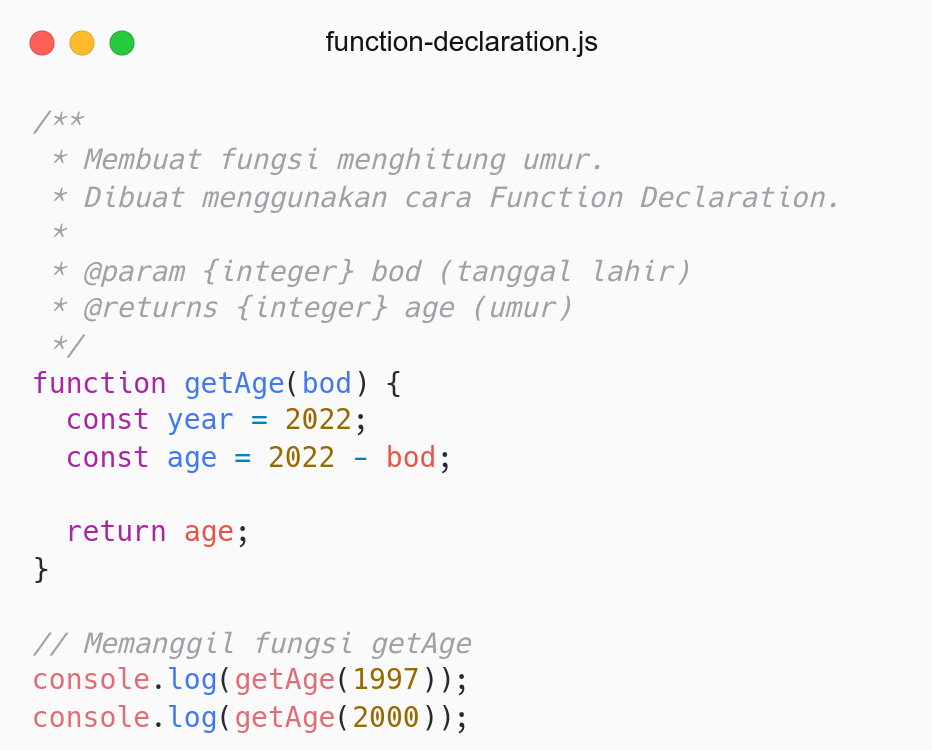 function-declaration.js
/**
 * Membuat fungsi menghitung umur.
 * Dibuat menggunakan cara Function Declaration.
 *
 * @param {integer} bod (tanggal lahir)
 * @returns {integer} age (umur)
 */
function getAge(bod) {
  const year = 2022;
  const age = 2022 - bod;

  return age;
}

// Memanggil fungsi getAge
console.log(getAge(1997));
console.log(getAge(2000));